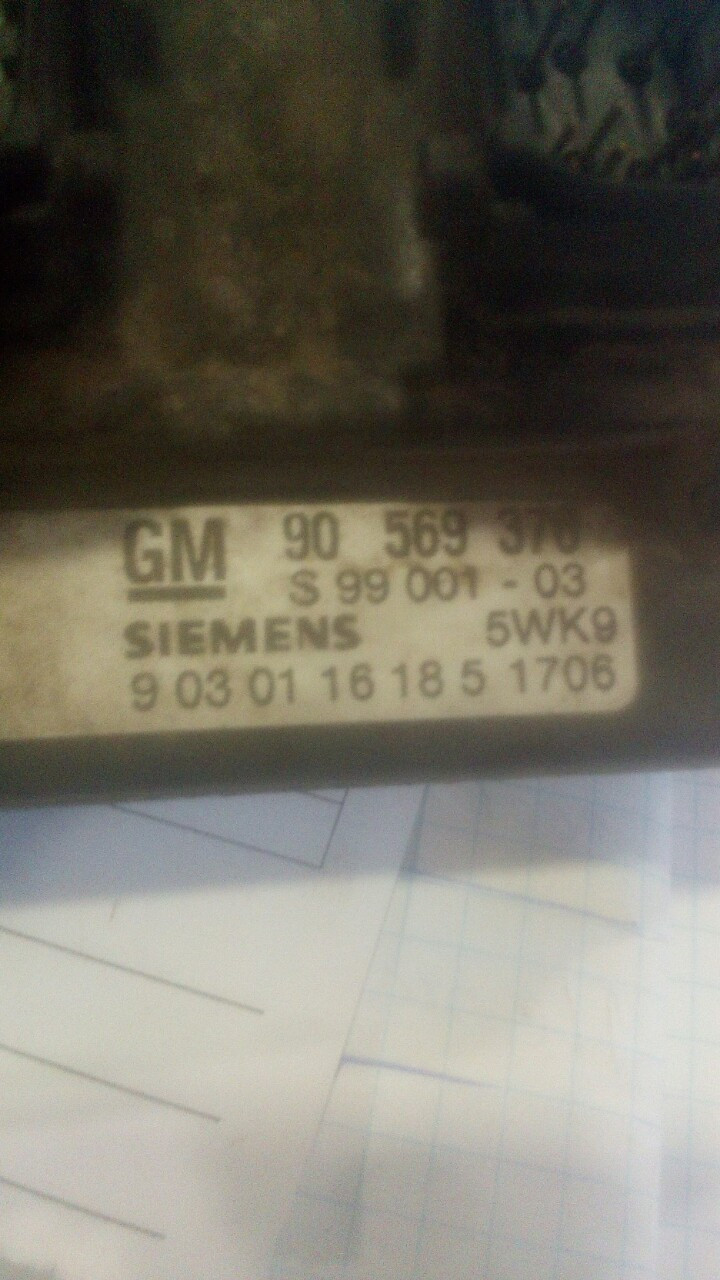 GM 90 569 370
S 99 001 - 03
SIEMENS 5WK9
9 03 01 16 18 5 1706